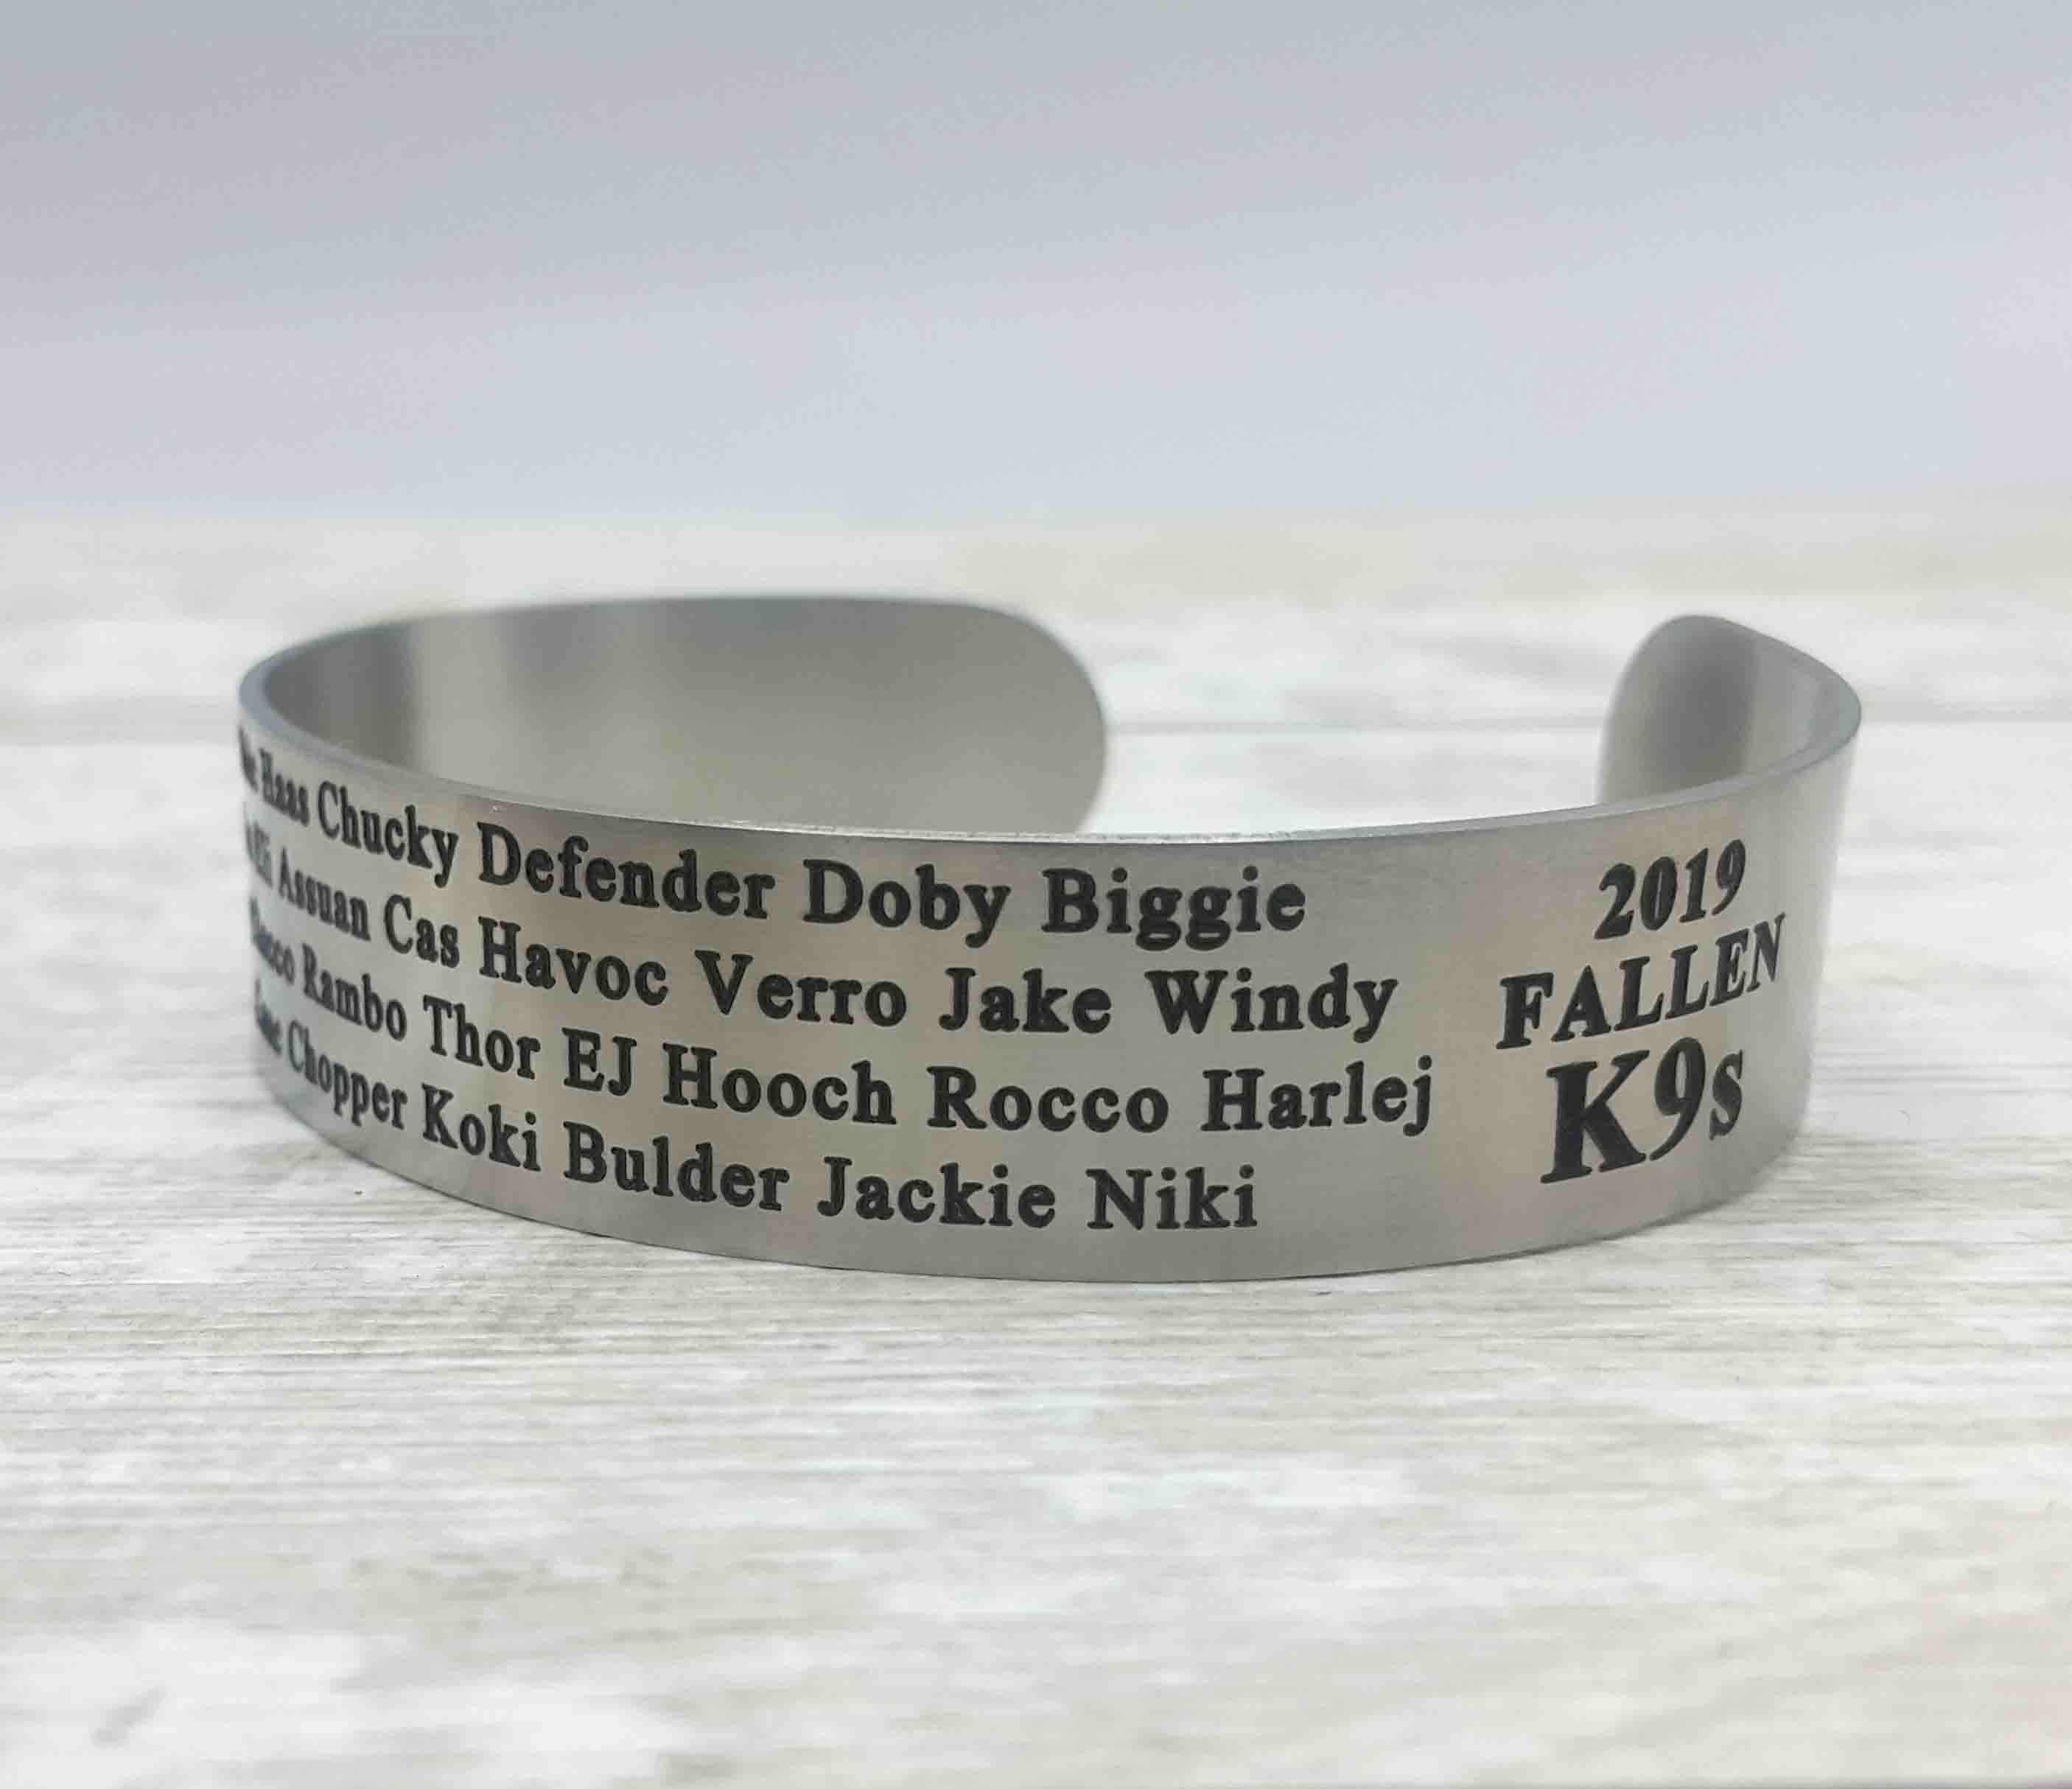 Haas Chucky Defender Doby Biggie
Eli Assuan Cas Havoc Verro Jake Windy
Rambo Thor EJ Hooch Rocco Harlej
Chopper Koki Bulder Jackie Niki
2019
FALLEN
K9s